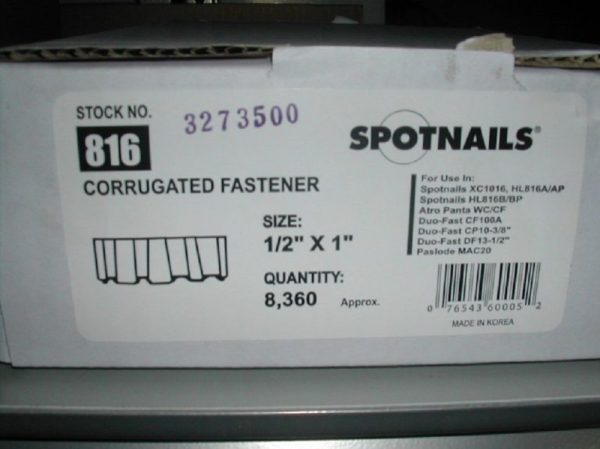 STOCK NO.
816
3273500
CORRUGATED FASTENER
SPOTNAILS®
For Use In:
Spotnails XC1016, HL816A/AP
Spotnails HL816B/BP
Atro Panta WC/CF
Duo-Fast CF100A
Duo-Fast CP10-3/8"
Duo-Fast DF13-1/2"
Paslode MAC20
SIZE:
1/2" X 1"
QUANTITY:
8,360 Approx.
0 76543 60005 2
MADE IN KOREA